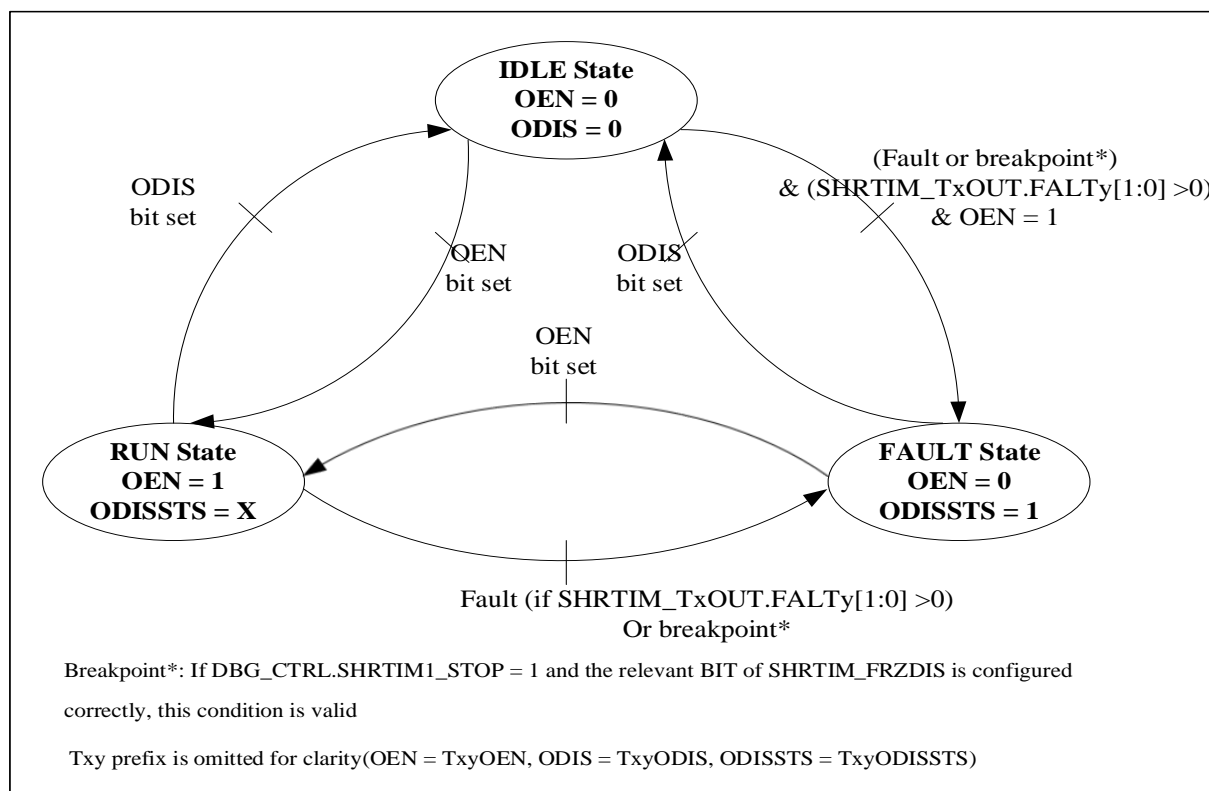 IDLE State
OEN = 0
ODIS = 0
(Fault or breakpoint*)
& (SHRTIM_TxOUT.FALTy[1:0] >0)
& OEN = 1
ODIS
bit set
OEN
bit set
ODIS
bit set
OEN
bit set
RUN State
OEN = 1
ODISSTS = X
FAULT State
OEN = 0
ODISSTS = 1
Fault (if SHRTIM_TxOUT.FALTy[1:0] >0)
Or breakpoint*
Breakpoint*: If DBG_CTRL.SHRTIM1_STOP = 1 and the relevant BIT of SHRTIM_FRZDIS is configured
correctly, this condition is valid
Txy prefix is omitted for clarity(OEN = TxyOEN, ODIS = TxyODIS, ODISSTS = TxyODISSTS)